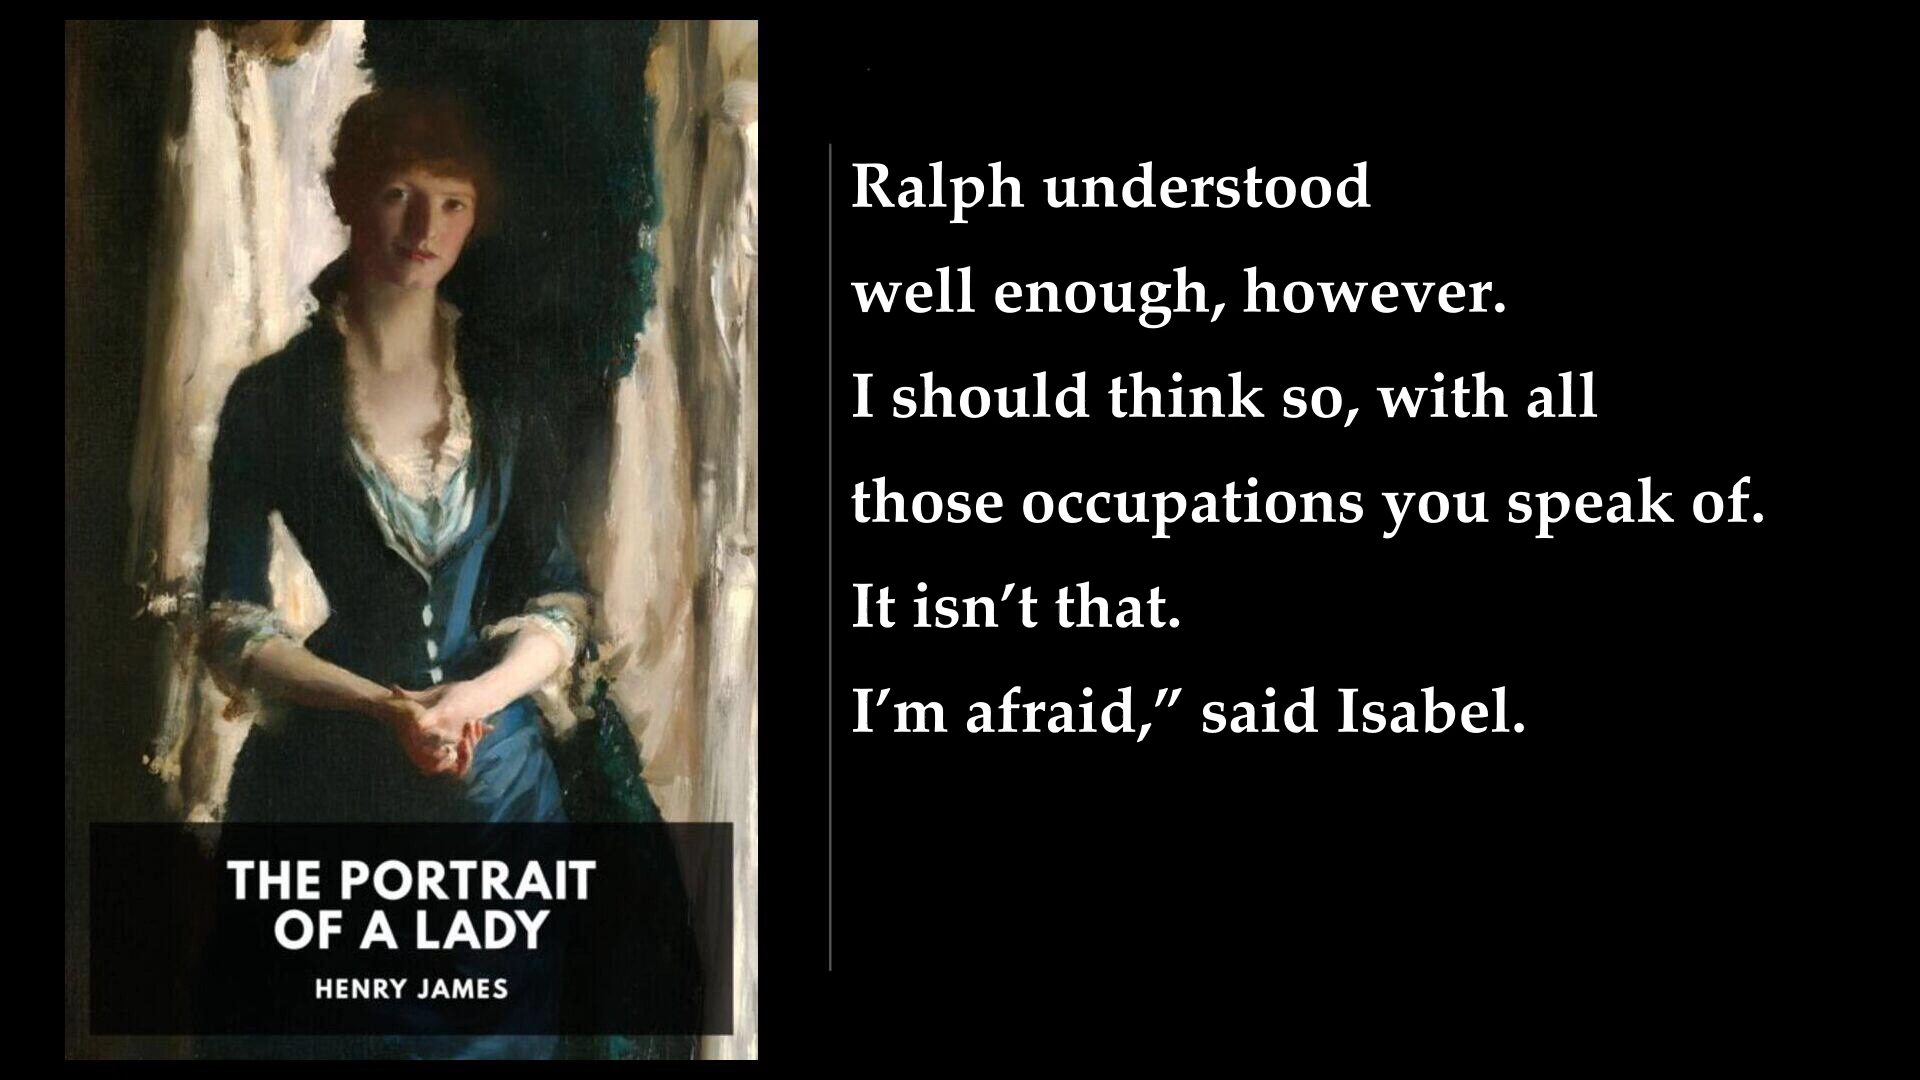 THE PORTRAIT
OF A LADY
HENRY JAMES
Ralph understood
well enough, however.
I should think so, with all
those occupations you speak of.
It isn’t that.
I’m afraid,” said Isabel.